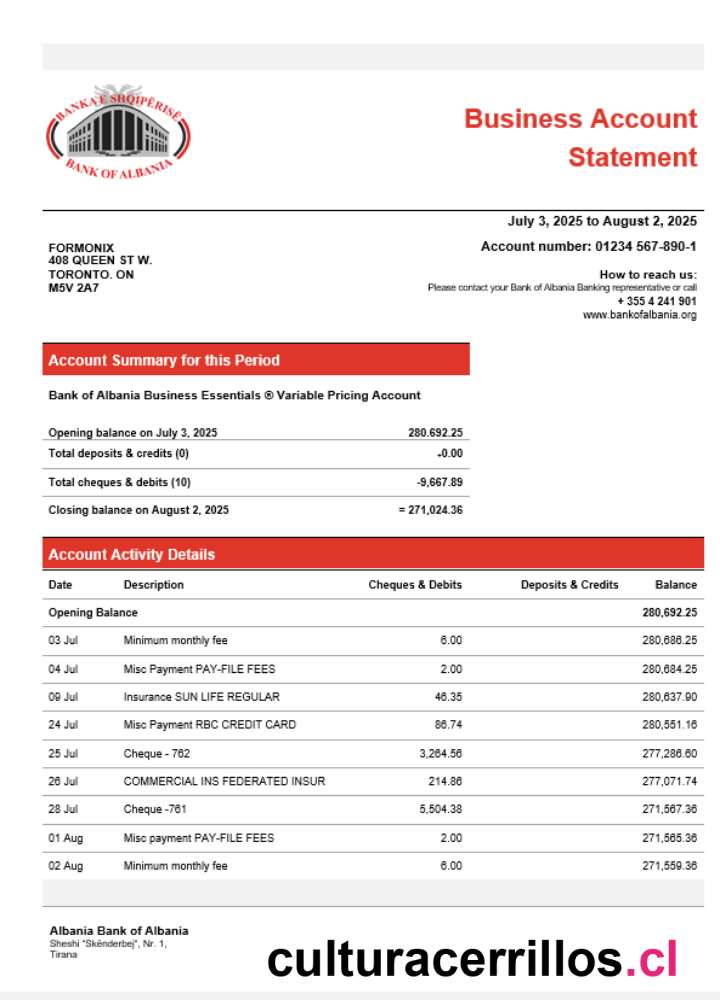 BANKA E SHQIPËRISË
BANK OF ALBANIA
Business Account
Statement
July 3, 2025 to August 2, 2025
Account number: 01234 567-890-1
FORMONIX
408 QUEEN ST W.
TORONTO. ON
M5V 2A7
How to reach us:
Please contact your Bank of Albania Banking representative or call
+ 355 4 241 901
www.bankofalbania.org
Account Summary for this Period
Bank of Albania Business Essentials ® Variable Pricing Account
Opening balance on July 3, 2025 280.692.25
Total deposits & credits (0) -0.00
Total cheques & debits (10) -9,667.89
Closing balance on August 2, 2025 = 271,024.36
Account Activity Details
Date Description Cheques & Debits Deposits & Credits Balance
Opening Balance 280,692.25
03 Jul Minimum monthly fee 6.00 280,686.25
04 Jul Misc Payment PAY-FILE FEES 2.00 280,684.25
09 Jul Insurance SUN LIFE REGULAR 46.35 280,637.90
24 Jul Misc Payment RBC CREDIT CARD 86.74 280,551.16
25 Jul Cheque - 762 3,264.56 277,286.60
26 Jul COMMERCIAL INS FEDERATED INSUR 214.86 277,071.74
28 Jul Cheque -761 5,504.38 271,567.36
01 Aug Misc payment PAY-FILE FEES 2.00 271,565.36
02 Aug Minimum monthly fee 6.00 271,559.36
Albania Bank of Albania
Sheshi "Skënderbej", Nr. 1,
Tirana
culturacerrillos.cl